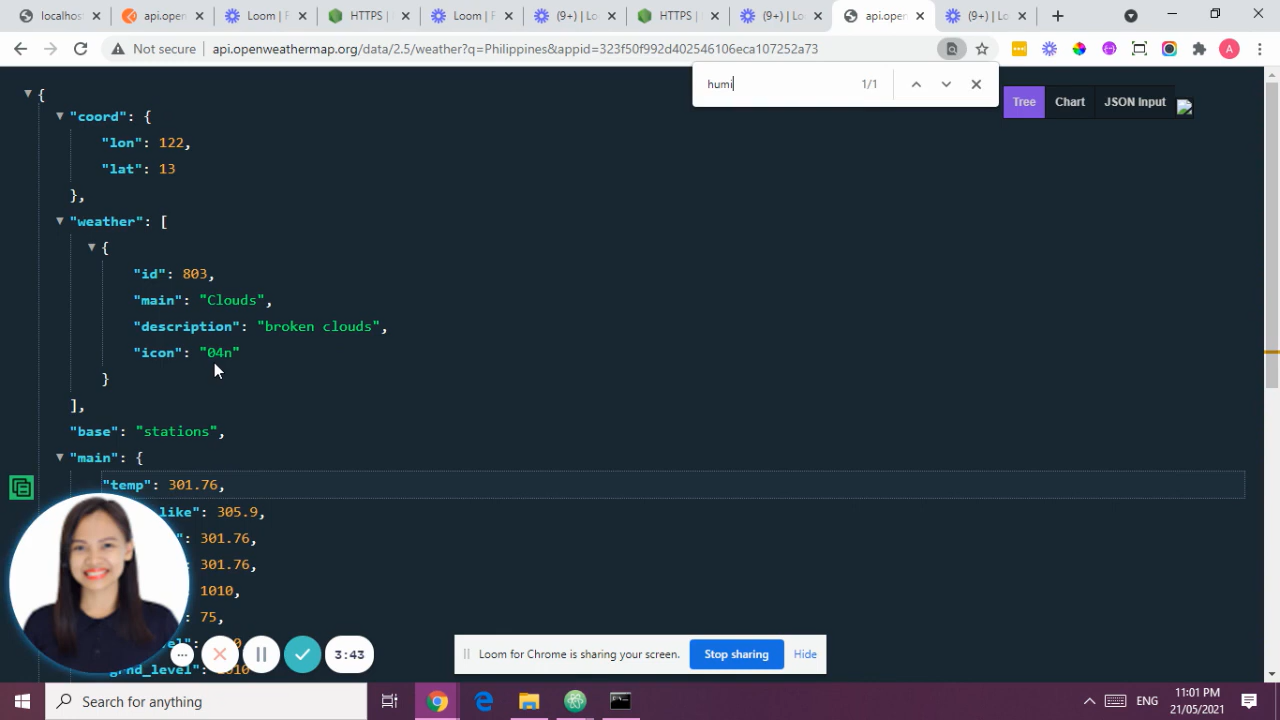 localhos
api.open
Loom | F
HTTPS |
Loom | F
(9+) | Lo
HTTPS |
(9+) | Lo
api.open
(9+) | Lo
Not secure
api.openweathermap.org/data/2.5/weather?q=Philippines&appid=323f50f992d402546106eca107252a73
A
humi 1/1
Tree Chart JSON Input
{
"coord": {
"lon": 122,
"lat": 13
},
"weather": [
{
"id": 803,
"main": "Clouds",
"description": "broken clouds",
"icon": "04n"
}
],
"base": "stations",
"main": {
"temp": 301.76,
like": 305.9,
": 301.76,
": 301.76,
1010,
: 75,
"grnd_level": 1010
3:43
Loom for Chrome is sharing your screen. Stop sharing Hide
Search for anything
ENG
11:01 PM
21/05/2021